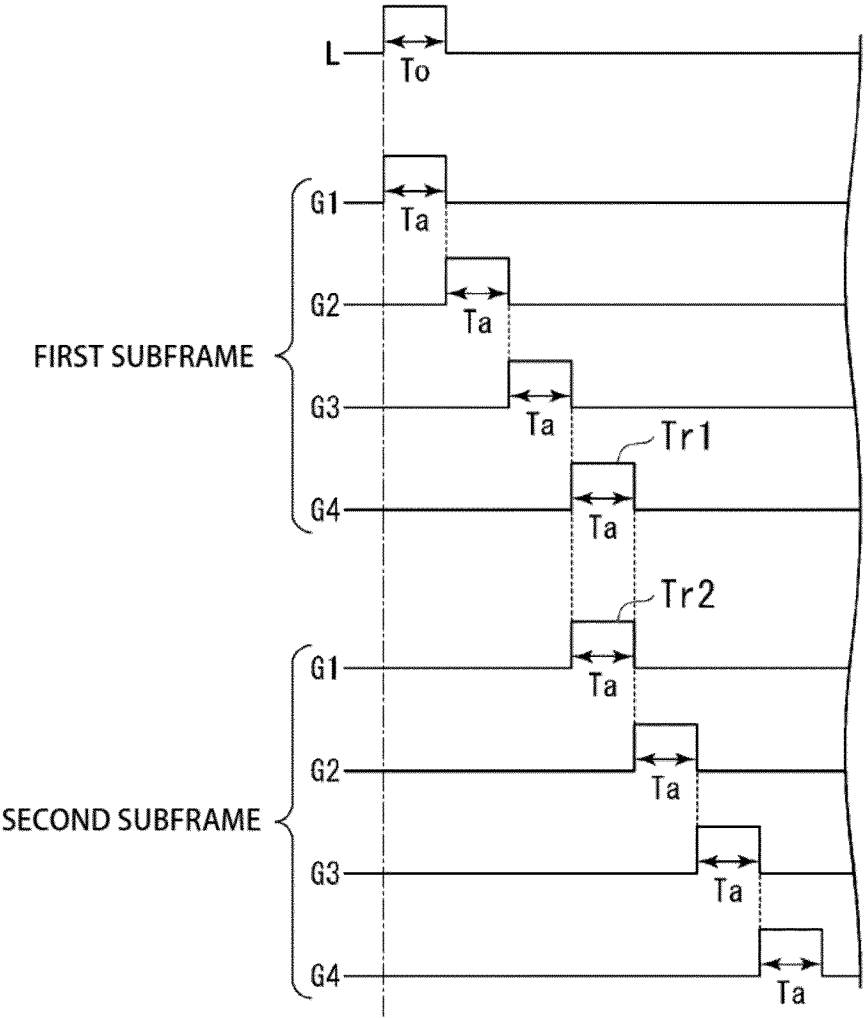 L
To
G1
Ta
G2
Ta
FIRST SUBFRAME
G3
Ta
Tr1
G4
Ta
Tr2
G1
Ta
G2
Ta
SECOND SUBFRAME
G3
Ta
G4
Ta